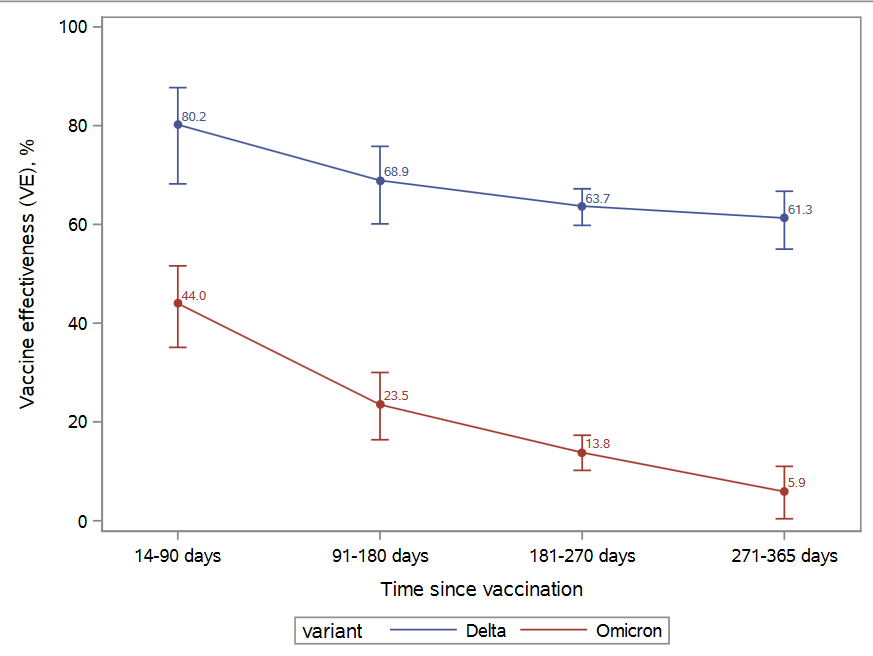 Vaccine effectiveness (VE), %
100
80
60
40
20
0
80.2
68.9
63.7
61.3
44.0
23.5
13.8
5.9
14-90 days
91-180 days
181-270 days
271-365 days
Time since vaccination
variant
Delta
Omicron